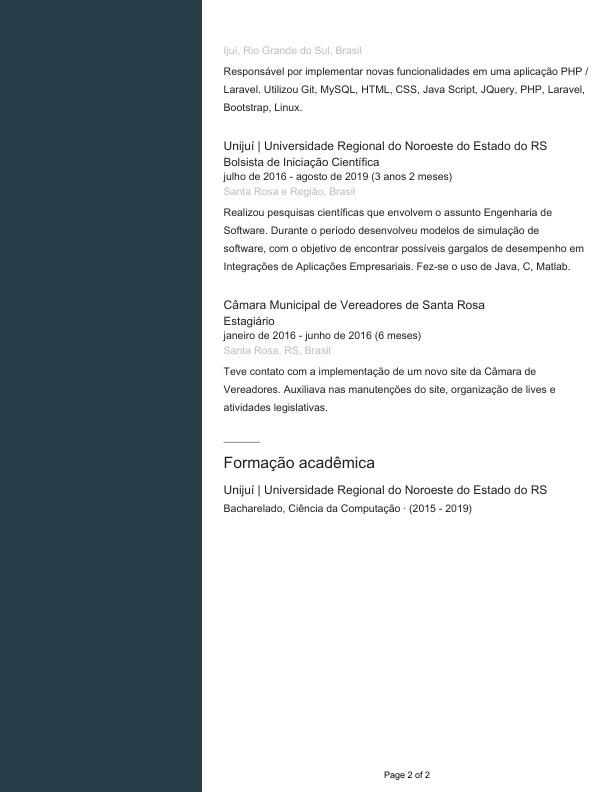 Ijuí, Rio Grande do Sul, Brasil
Responsável por implementar novas funcionalidades em uma aplicação PHP /
Laravel. Utilizou Git, MySQL, HTML, CSS, Java Script, JQuery, PHP, Laravel,
Bootstrap, Linux.
Unijuí | Universidade Regional do Noroeste do Estado do RS
Bolsista de Iniciação Científica
julho de 2016 - agosto de 2019 (3 anos 2 meses)
Santa Rosa e Região, Brasil
Realizou pesquisas científicas que envolvem o assunto Engenharia de
Software. Durante o período desenvolveu modelos de simulação de
software, com o objetivo de encontrar possíveis gargalos de desempenho em
Integrações de Aplicações Empresariais. Fez-se o uso de Java, C, Matlab.
Câmara Municipal de Vereadores de Santa Rosa
Estagiário
janeiro de 2016 - junho de 2016 (6 meses)
Santa Rosa, RS, Brasil
Teve contato com a implementação de um novo site da Câmara de
Vereadores. Auxiliava nas manutenções do site, organização de lives e
atividades legislativas.
Formação acadêmica
Unijuí | Universidade Regional do Noroeste do Estado do RS
Bacharelado, Ciência da Computação · (2015 - 2019)
Page 2 of 2